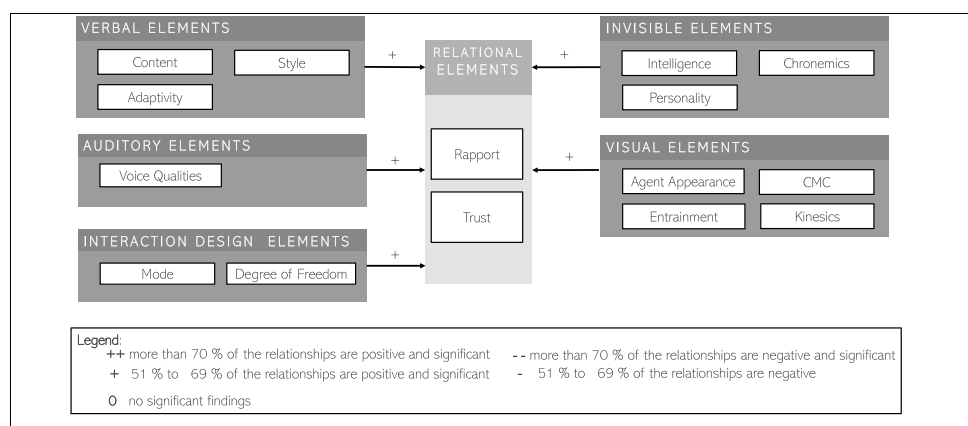 VERBAL ELEMENTS
Content
Style
Adaptivity
+
RELATIONAL
ELEMENTS
+
INVISIBLE ELEMENTS
Intelligence
Chronemics
Personality
AUDITORY ELEMENTS
Voice Qualities
+
Rapport
Trust
+
VISUAL ELEMENTS
Agent Appearance
CMC
Entrainment
Kinesics
INTERACTION DESIGN ELEMENTS
Mode
Degree of Freedom
+
Legend:
++ more than 70 % of the relationships are positive and significant
-- more than 70 % of the relationships are negative and significant
+ 51 % to 69 % of the relationships are positive and significant
- 51 % to 69 % of the relationships are negative
0 no significant findings